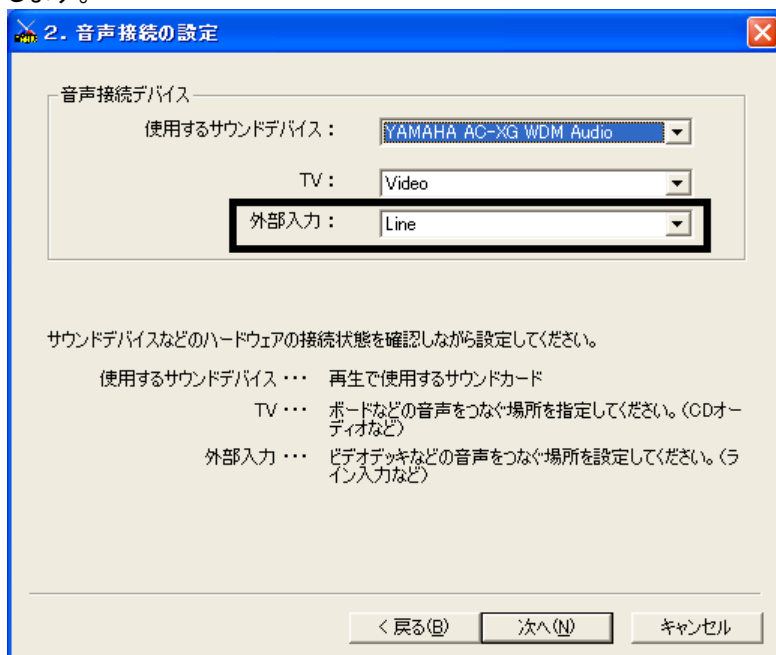 します。
2. 音声接続の設定
音声接続デバイス
使用するサウンドデバイス：
YAMAHA AC-XG WDM Audio
TV：
Video
外部入力：
Line
サウンドデバイスなどのハードウェアの接続状態を確認しながら設定してください。
使用するサウンドデバイス・・・ 再生で使用するサウンドカード
TV・・・ ボードなどの音声をつなぐ場所を指定してください。（CDオー
ディオなど）
外部入力・・・ ビデオデッキなどの音声をつなぐ場所を設定してください。（ラ
イン入力など）
< 戻る(B)
次へ(N)
キャンセル